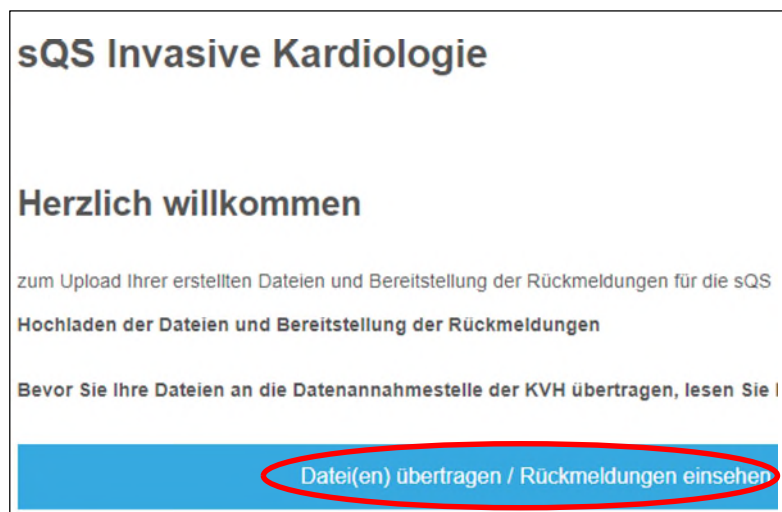 sQS Invasive Kardiologie
Herzlich willkommen
zum Upload Ihrer erstellten Dateien und Bereitstellung der Rückmeldungen für die sQS
Hochladen der Dateien und Bereitstellung der Rückmeldungen
Bevor Sie Ihre Dateien an die Datenannahmestelle der KVH übertragen, lesen Sie
Datei(en) übertragen / Rückmeldungen einsehen